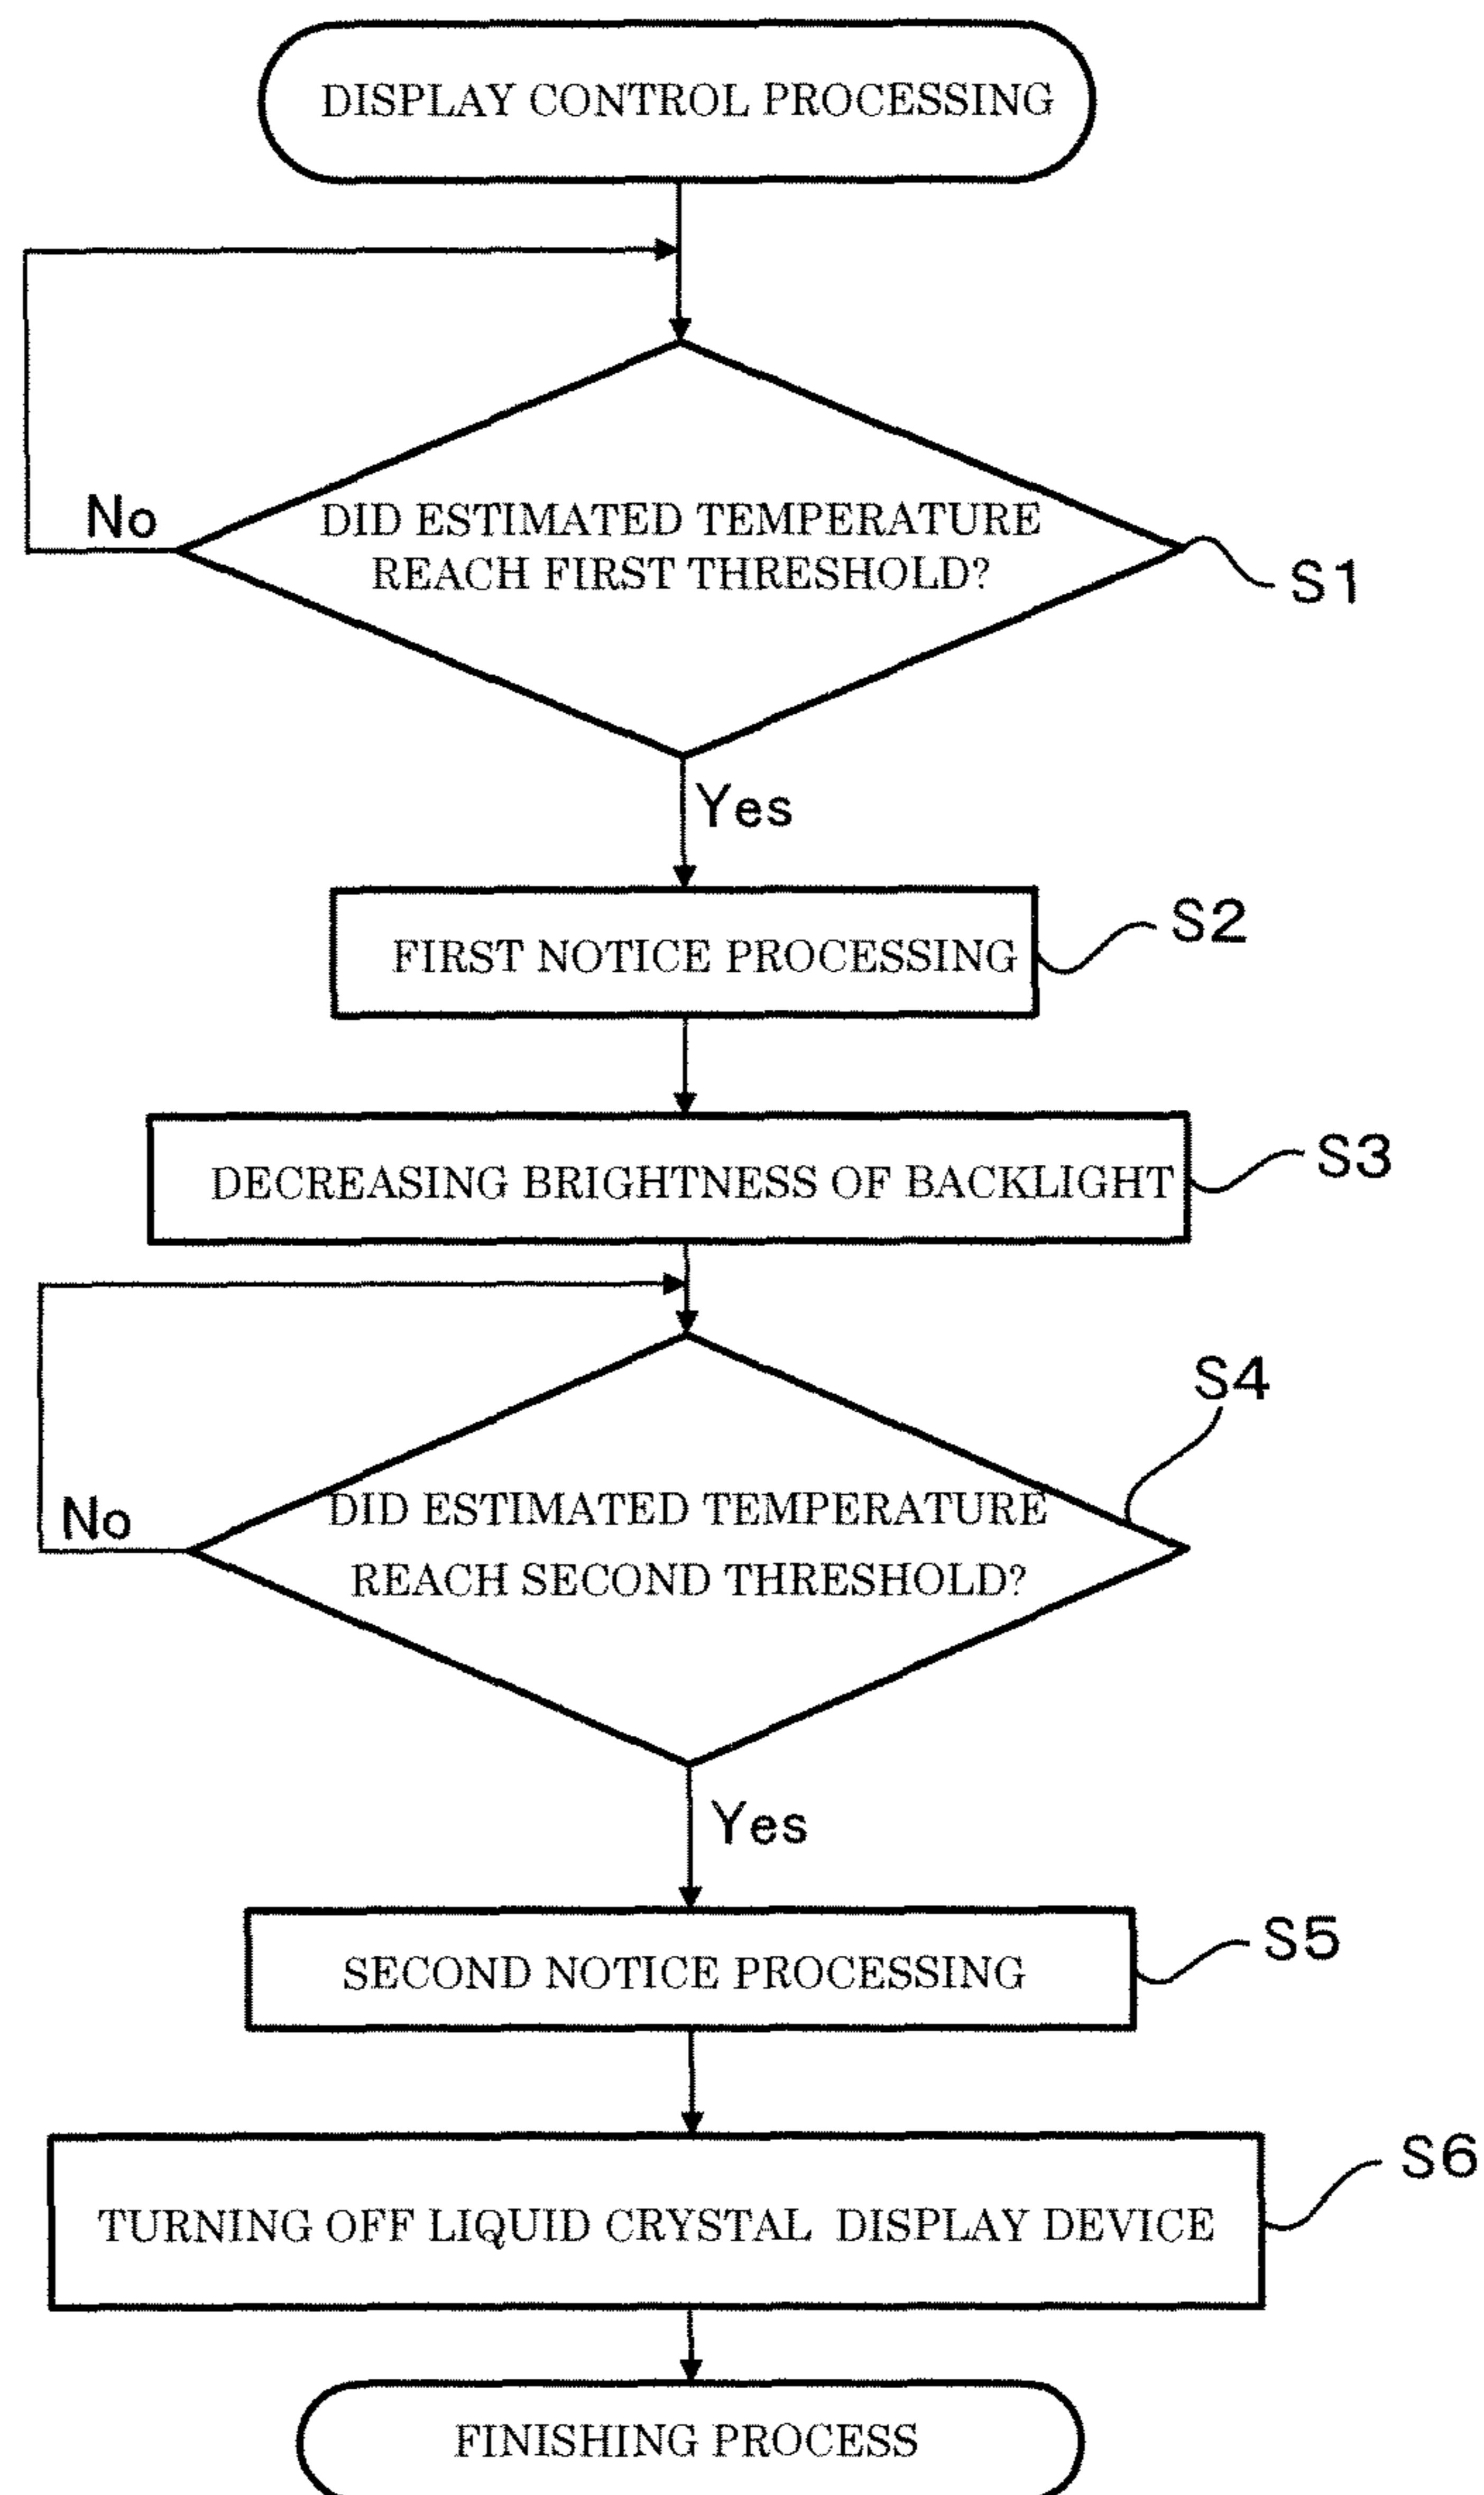 DISPLAY CONTROL PROCESSING
No
DID ESTIMATED TEMPERATURE
REACH FIRST THRESHOLD?
S1
Yes
FIRST NOTICE PROCESSING
S2
DECREASING BRIGHTNESS OF BACKLIGHT
S3
S4
No
DID ESTIMATED TEMPERATURE
REACH SECOND THRESHOLD?
Yes
SECOND NOTICE PROCESSING
S5
TURNING OFF LIQUID CRYSTAL DISPLAY DEVICE
S6
FINISHING PROCESS